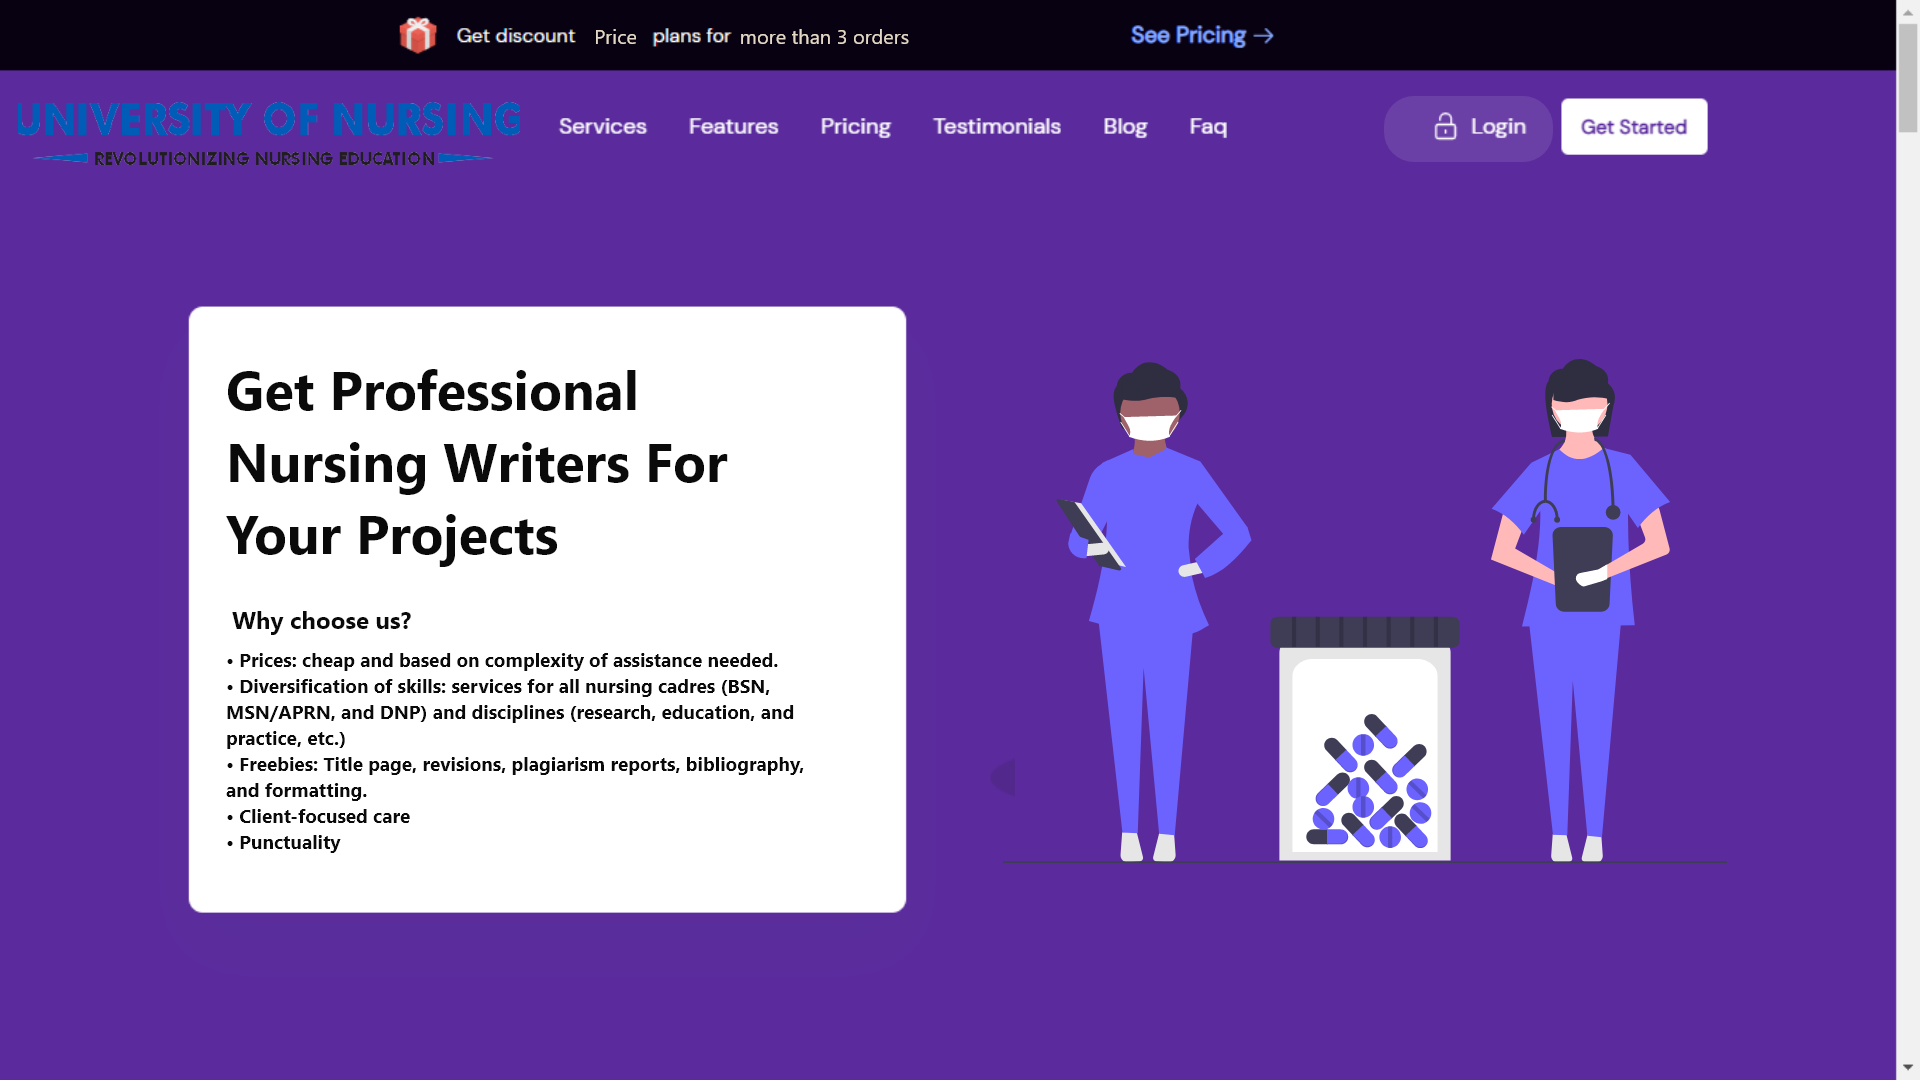 Get discount Price plans for more than 3 orders See Pricing →
UNIVERSITY OF NURSING
REVOLUTIONIZING NURSING EDUCATION
Services Features Pricing Testimonials Blog Faq Login Get Started
Get Professional
Nursing Writers For
Your Projects
Why choose us?
• Prices: cheap and based on complexity of assistance needed.
• Diversification of skills: services for all nursing cadres (BSN,
MSN/APRN, and DNP) and disciplines (research, education, and
practice, etc.)
• Freebies: Title page, revisions, plagiarism reports, bibliography,
and formatting.
• Client-focused care
• Punctuality